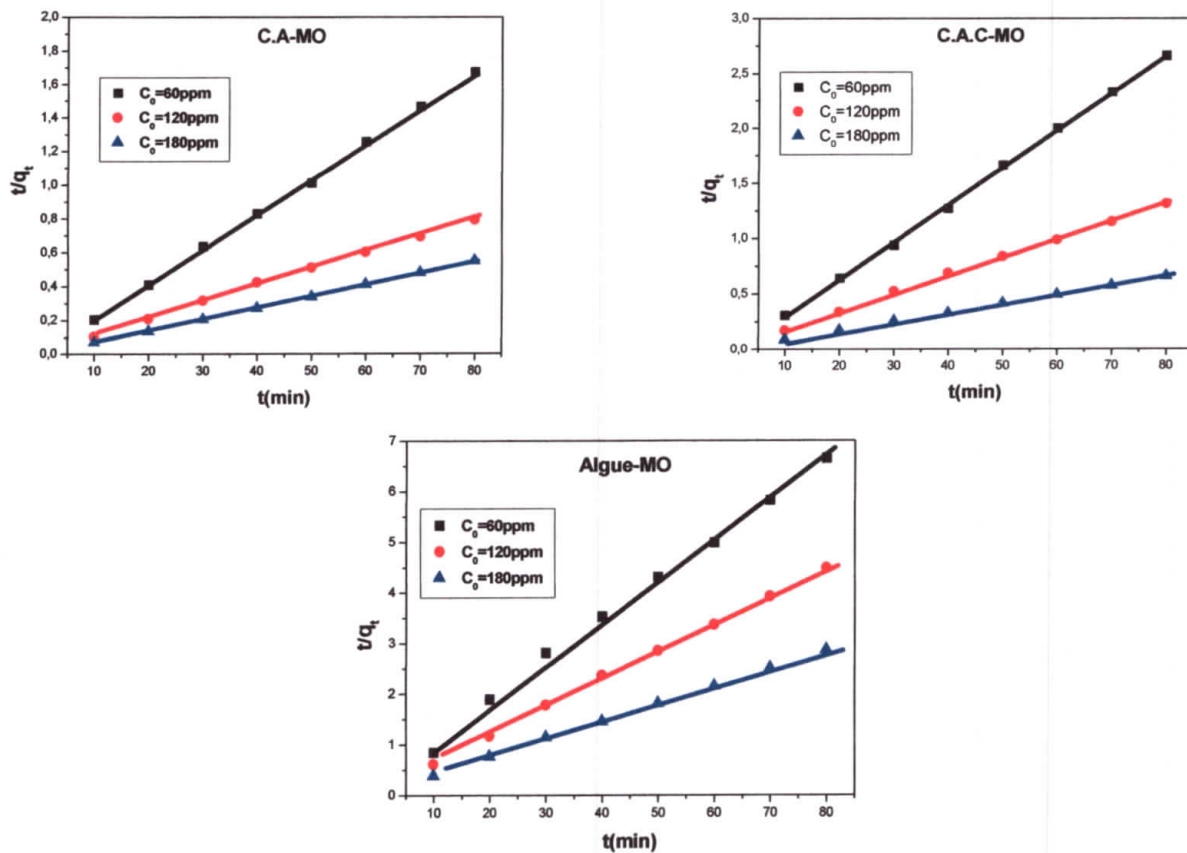 C.A-MO
C₀=60ppm
C₀=120ppm
C₀=180ppm
t/qₜ
2,0
1,8
1,6
1,4
1,2
1,0
0,8
0,6
0,4
0,2
0,0
10 20 30 40 50 60 70 80
t(min)
C.A.C-MO
C₀=60ppm
C₀=120ppm
C₀=180ppm
t/qₜ
3,0
2,5
2,0
1,5
1,0
0,5
0,0
10 20 30 40 50 60 70 80
t(min)
Algue-MO
C₀=60ppm
C₀=120ppm
C₀=180ppm
t/qₜ
7
6
5
4
3
2
1
0
10 20 30 40 50 60 70 80
t(min)